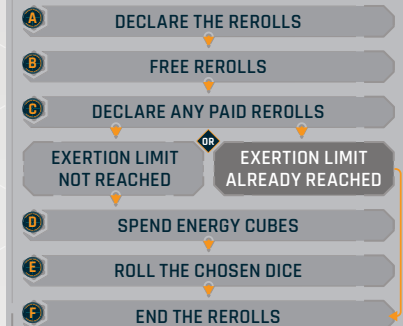 A DECLARE THE REROLLS
B FREE REROLLS
C DECLARE ANY PAID REROLLS
OR
EXERTION LIMIT
NOT REACHED
EXERTION LIMIT
ALREADY REACHED
D SPEND ENERGY CUBES
E ROLL THE CHOSEN DICE
F END THE REROLLS